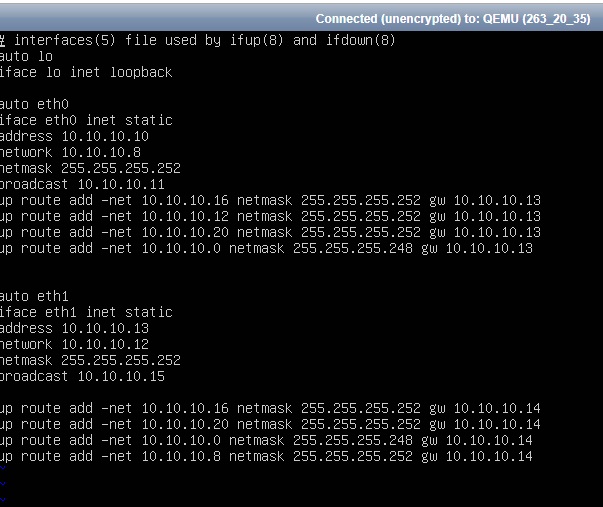 Connected (unencrypted) to: QEMU (263_20_35)
# interfaces(5) file used by ifup(8) and ifdown(8)
auto lo
iface lo inet loopback
auto eth0
iface eth0 inet static
address 10.10.10.10
network 10.10.10.8
netmask 255.255.255.252
broadcast 10.10.10.11
up route add -net 10.10.10.16 netmask 255.255.255.252 gw 10.10.10.13
up route add -net 10.10.10.12 netmask 255.255.255.252 gw 10.10.10.13
up route add -net 10.10.10.20 netmask 255.255.255.252 gw 10.10.10.13
up route add -net 10.10.10.0 netmask 255.255.255.248 gw 10.10.10.13
auto eth1
iface eth1 inet static
address 10.10.10.13
network 10.10.10.12
netmask 255.255.255.252
broadcast 10.10.10.15
up route add -net 10.10.10.16 netmask 255.255.255.252 gw 10.10.10.14
up route add -net 10.10.10.20 netmask 255.255.255.252 gw 10.10.10.14
up route add -net 10.10.10.0 netmask 255.255.255.248 gw 10.10.10.14
up route add -net 10.10.10.8 netmask 255.255.255.252 gw 10.10.10.14
~
~
~